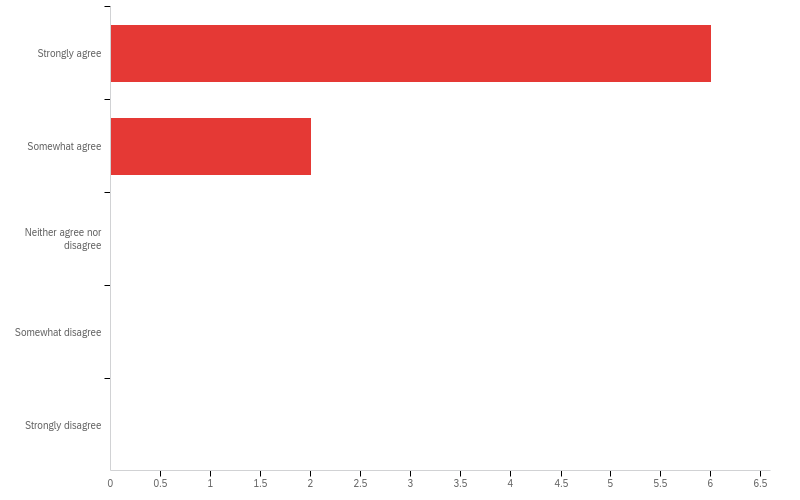 Strongly agree
Somewhat agree
Neither agree nor
disagree
Somewhat disagree
Strongly disagree
0 0.5 1 1.5 2 2.5 3 3.5 4 4.5 5 5.5 6 6.5